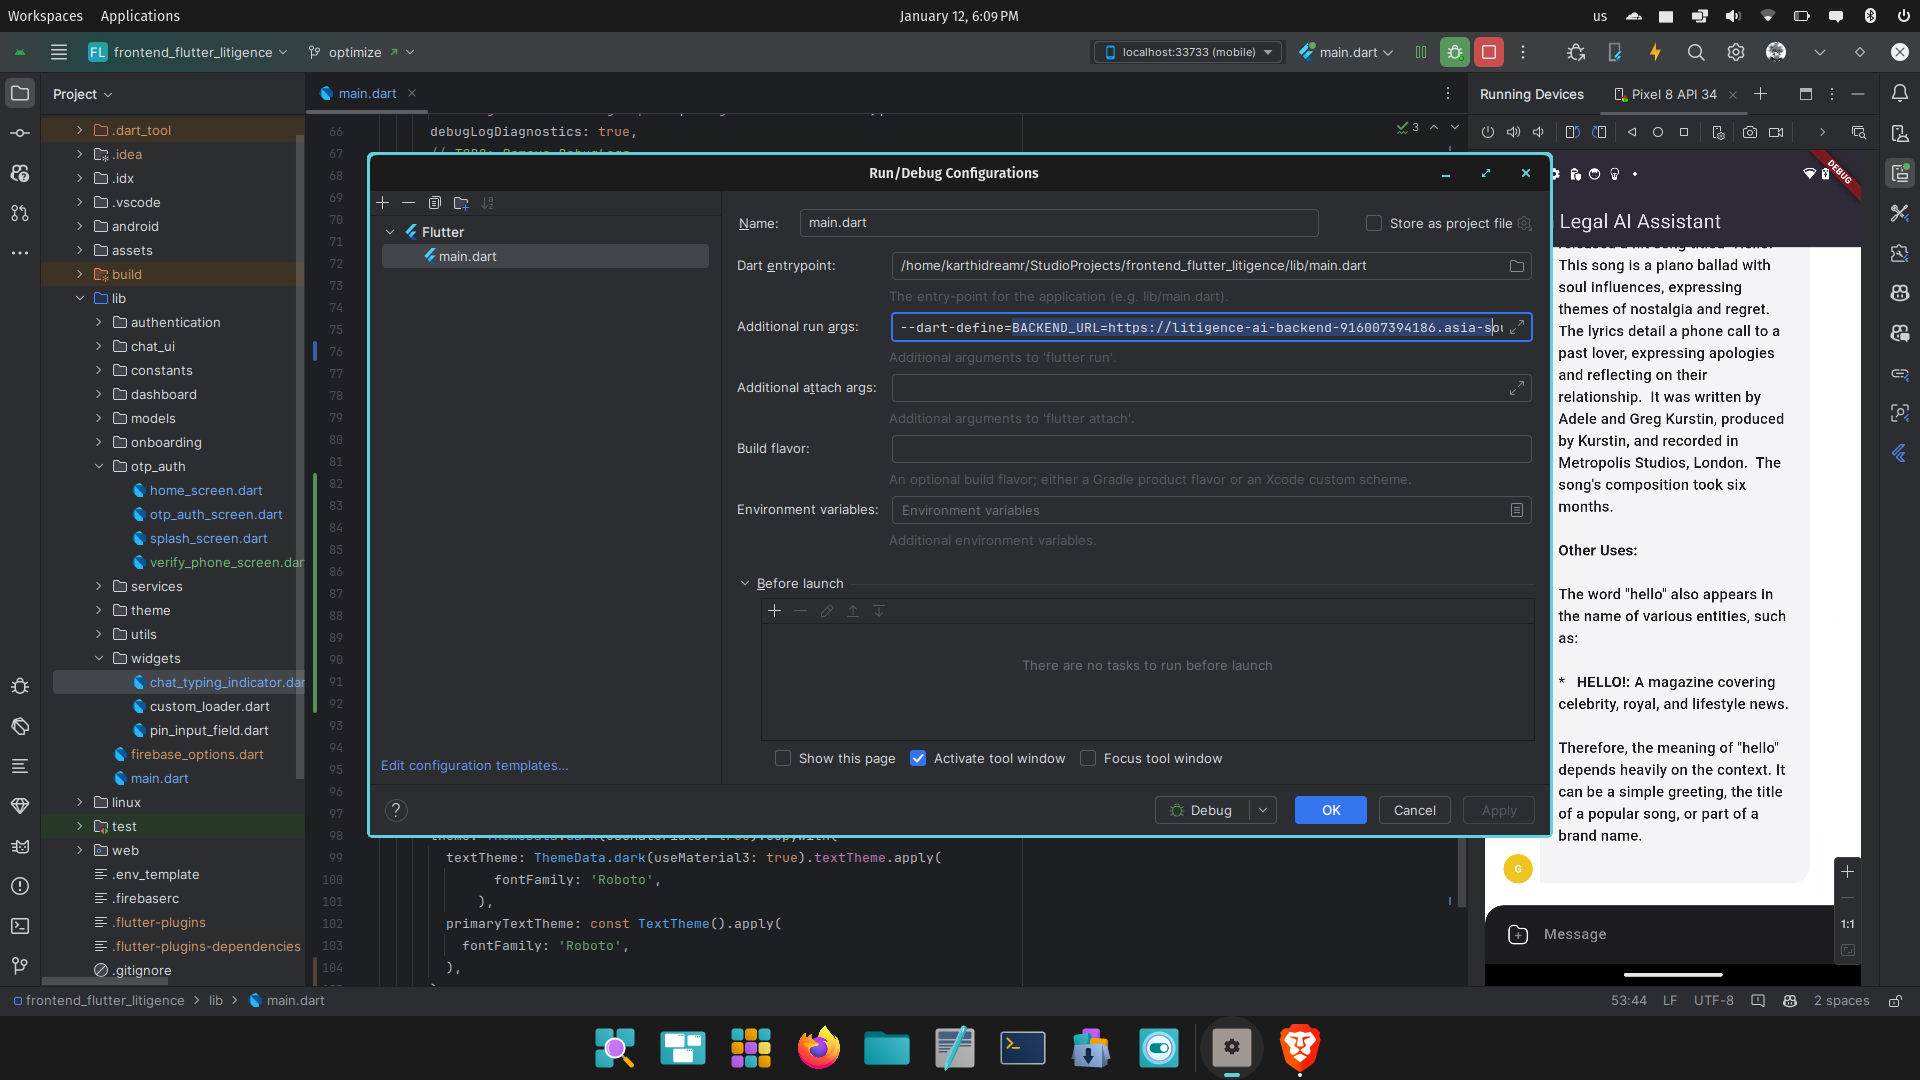 Workspaces Applications January 12, 6:09 PM us
FL frontend_flutter_litigence optimize localhost:33733 (mobile) main.dart
Project main.dart Running Devices Pixel 8 API 34
.dart_tool
.idea
.idx
.vscode
android
assets
build
lib
authentication
chat_ui
constants
dashboard
models
onboarding
otp_auth
home_screen.dart
otp_auth_screen.dart
splash_screen.dart
verify_phone_screen.dar
services
theme
utils
widgets
chat_typing_indicator.dar
custom_loader.dart
pin_input_field.dart
firebase_options.dart
main.dart
linux
test
web
.env_template
.firebaserc
.flutter-plugins
.flutter-plugins-dependencies
.gitignore
66 debugLogDiagnostics: true,
3
67
68
69
70
71
72
73
74
75
76
77
78
79
80
81
82
83
84
85
86
87
88
89
90
91
92
93
94
95
96
97
98
99 textTheme: ThemeData.dark(useMaterial3: true).textTheme.apply(
100 fontFamily: 'Roboto',
101 ),
102 primaryTextTheme: const TextTheme().apply(
103 fontFamily: 'Roboto',
104 ),
Run/Debug Configurations
Flutter
main.dart
Edit configuration templates...
Name: main.dart Store as project file
Dart entrypoint: /home/karthidreamr/StudioProjects/frontend_flutter_litigence/lib/main.dart
The entry-point for the application (e.g. lib/main.dart).
Additional run args: --dart-define=BACKEND_URL=https://litigence-ai-backend-916007394186.asia-sou
Additional arguments to 'flutter run'.
Additional attach args:
Additional arguments to 'flutter attach'.
Build flavor:
An optional build flavor; either a Gradle product flavor or an Xcode custom scheme.
Environment variables: Environment variables
Additional environment variables.
Before launch
There are no tasks to run before launch
Show this page Activate tool window Focus tool window
? Debug OK Cancel Apply
DEBUG
Legal AI Assistant
This song is a piano ballad with
soul influences, expressing
themes of nostalgia and regret.
The lyrics detail a phone call to a
past lover, expressing apologies
and reflecting on their
relationship. It was written by
Adele and Greg Kurstin, produced
by Kurstin, and recorded in
Metropolis Studios, London. The
song's composition took six
months.
Other Uses:
The word "hello" also appears in
the name of various entities, such
as:
* HELLO!: A magazine covering
celebrity, royal, and lifestyle news.
Therefore, the meaning of "hello"
depends heavily on the context. It
can be a simple greeting, the title
of a popular song, or part of a
brand name.
G
1:1
Message
frontend_flutter_litigence > lib > main.dart 53:44 LF UTF-8 2 spaces